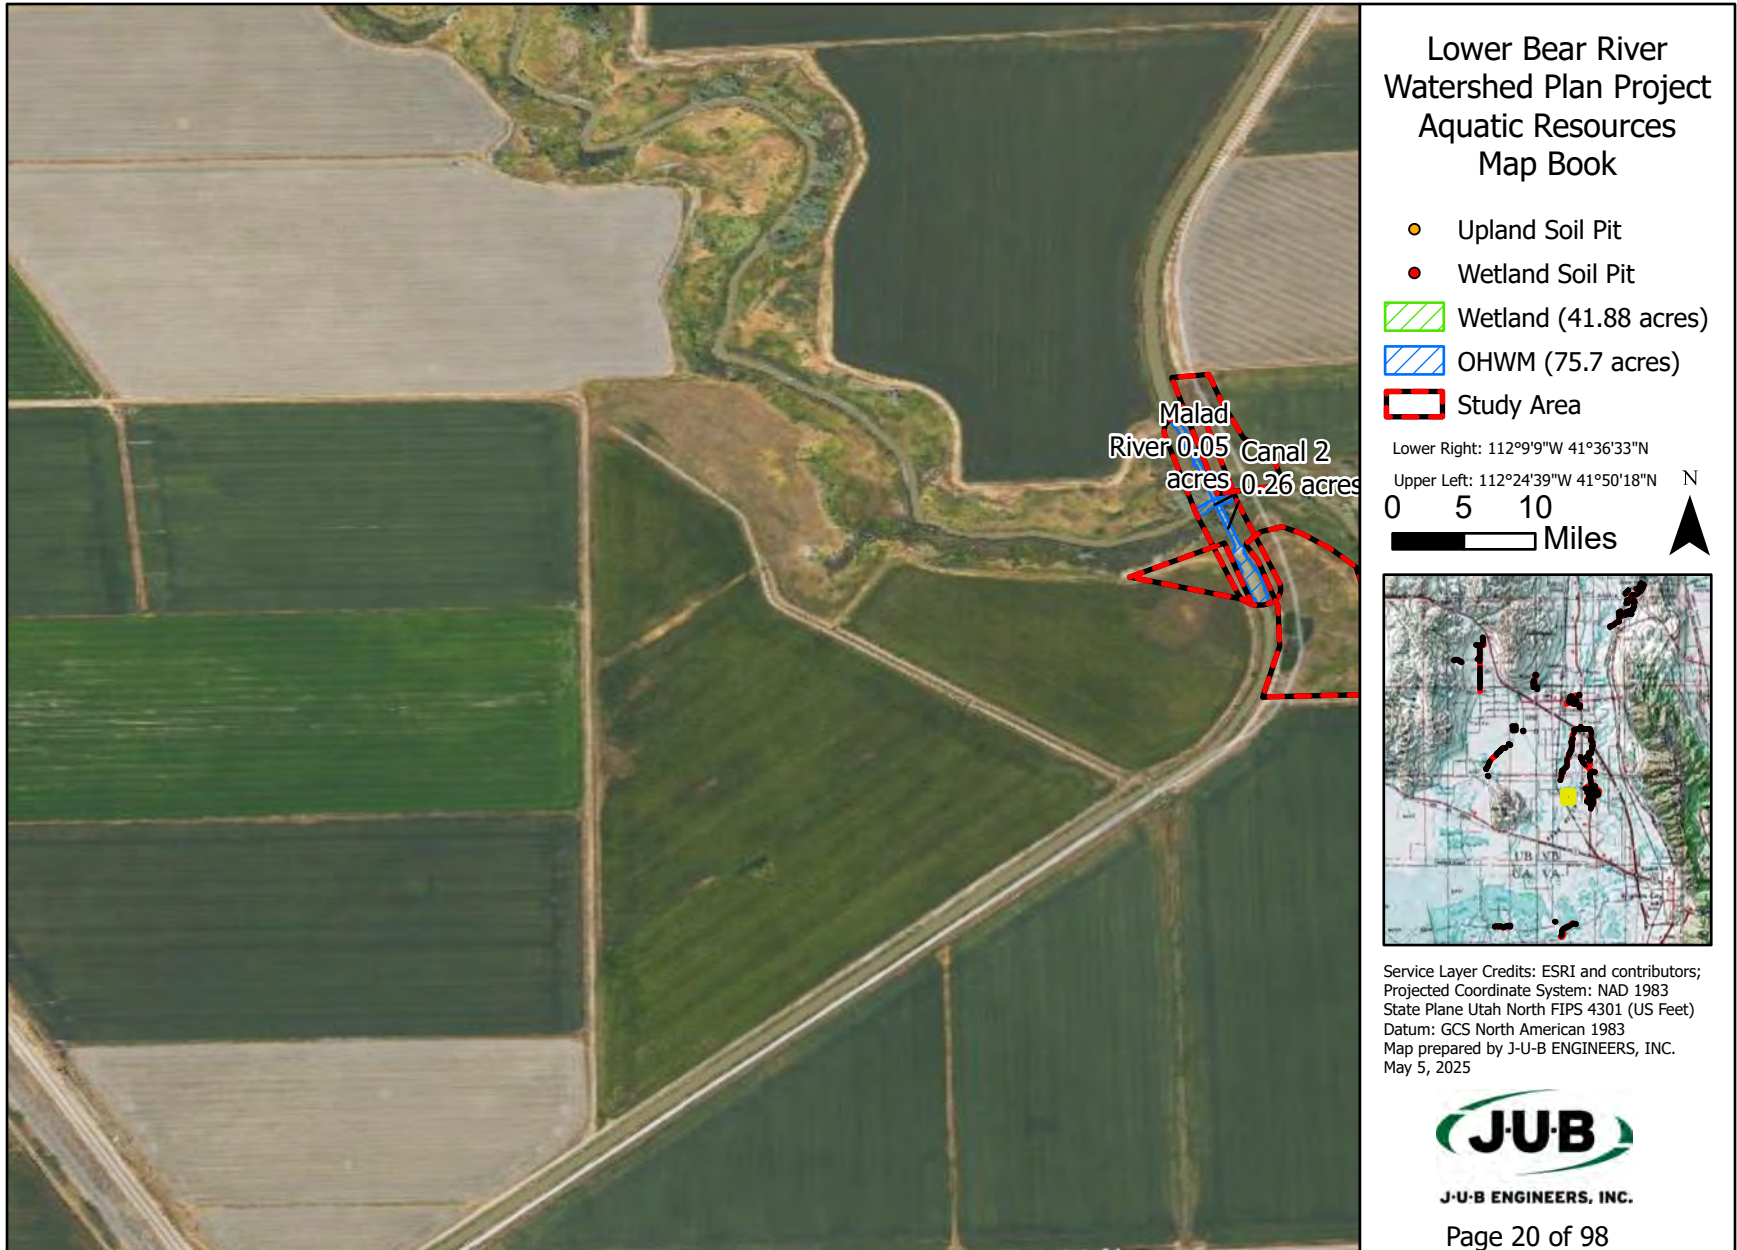 Lower Bear River
Watershed Plan Project
Aquatic Resources
Map Book
Upland Soil Pit
Wetland Soil Pit
Wetland (41.88 acres)
OHWM (75.7 acres)
Study Area
Lower Right: 112°9'9"W 41°36'33"N
Upper Left: 112°24'39"W 41°50'18"N
N
0 5 10
Miles
Malad
River 0.05
acres
Canal 2
0.26 acres
UB VB
UA VA
Service Layer Credits: ESRI and contributors;
Projected Coordinate System: NAD 1983
State Plane Utah North FIPS 4301 (US Feet)
Datum: GCS North American 1983
Map prepared by J-U-B ENGINEERS, INC.
May 5, 2025
J·U·B
J·U·B ENGINEERS, INC.
Page 20 of 98